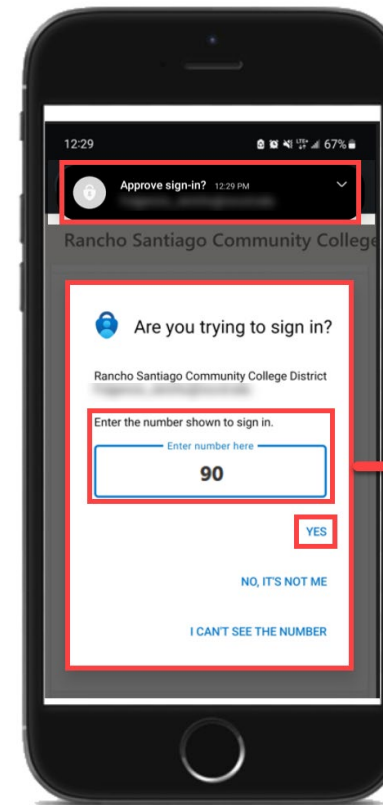 12:29 LTE+ 67%
Approve sign-in? 12:29 PM
Rancho Santiago Community College
Are you trying to sign in?
Rancho Santiago Community College District
Enter the number shown to sign in.
Enter number here
90
YES
NO, IT'S NOT ME
I CAN'T SEE THE NUMBER